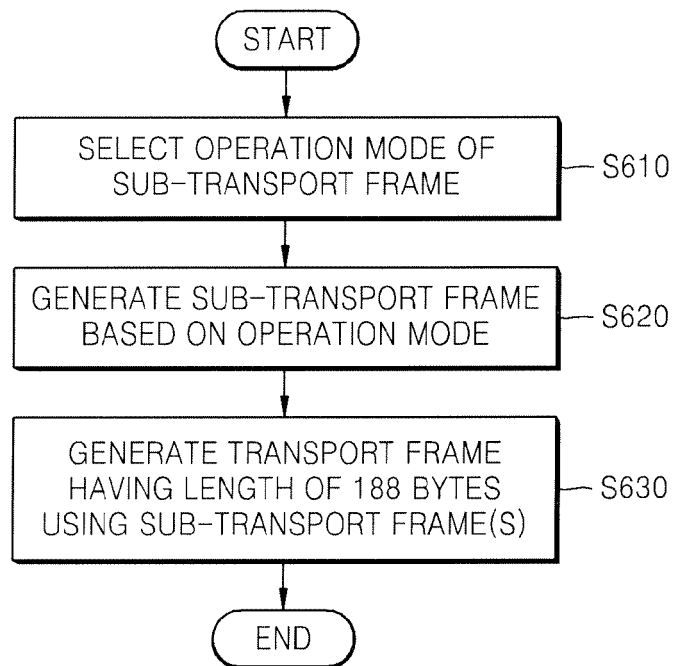 START
SELECT OPERATION MODE OF
SUB-TRANSPORT FRAME
S610
GENERATE SUB-TRANSPORT FRAME
BASED ON OPERATION MODE
S620
GENERATE TRANSPORT FRAME
HAVING LENGTH OF 188 BYTES
USING SUB-TRANSPORT FRAME(S)
S630
END